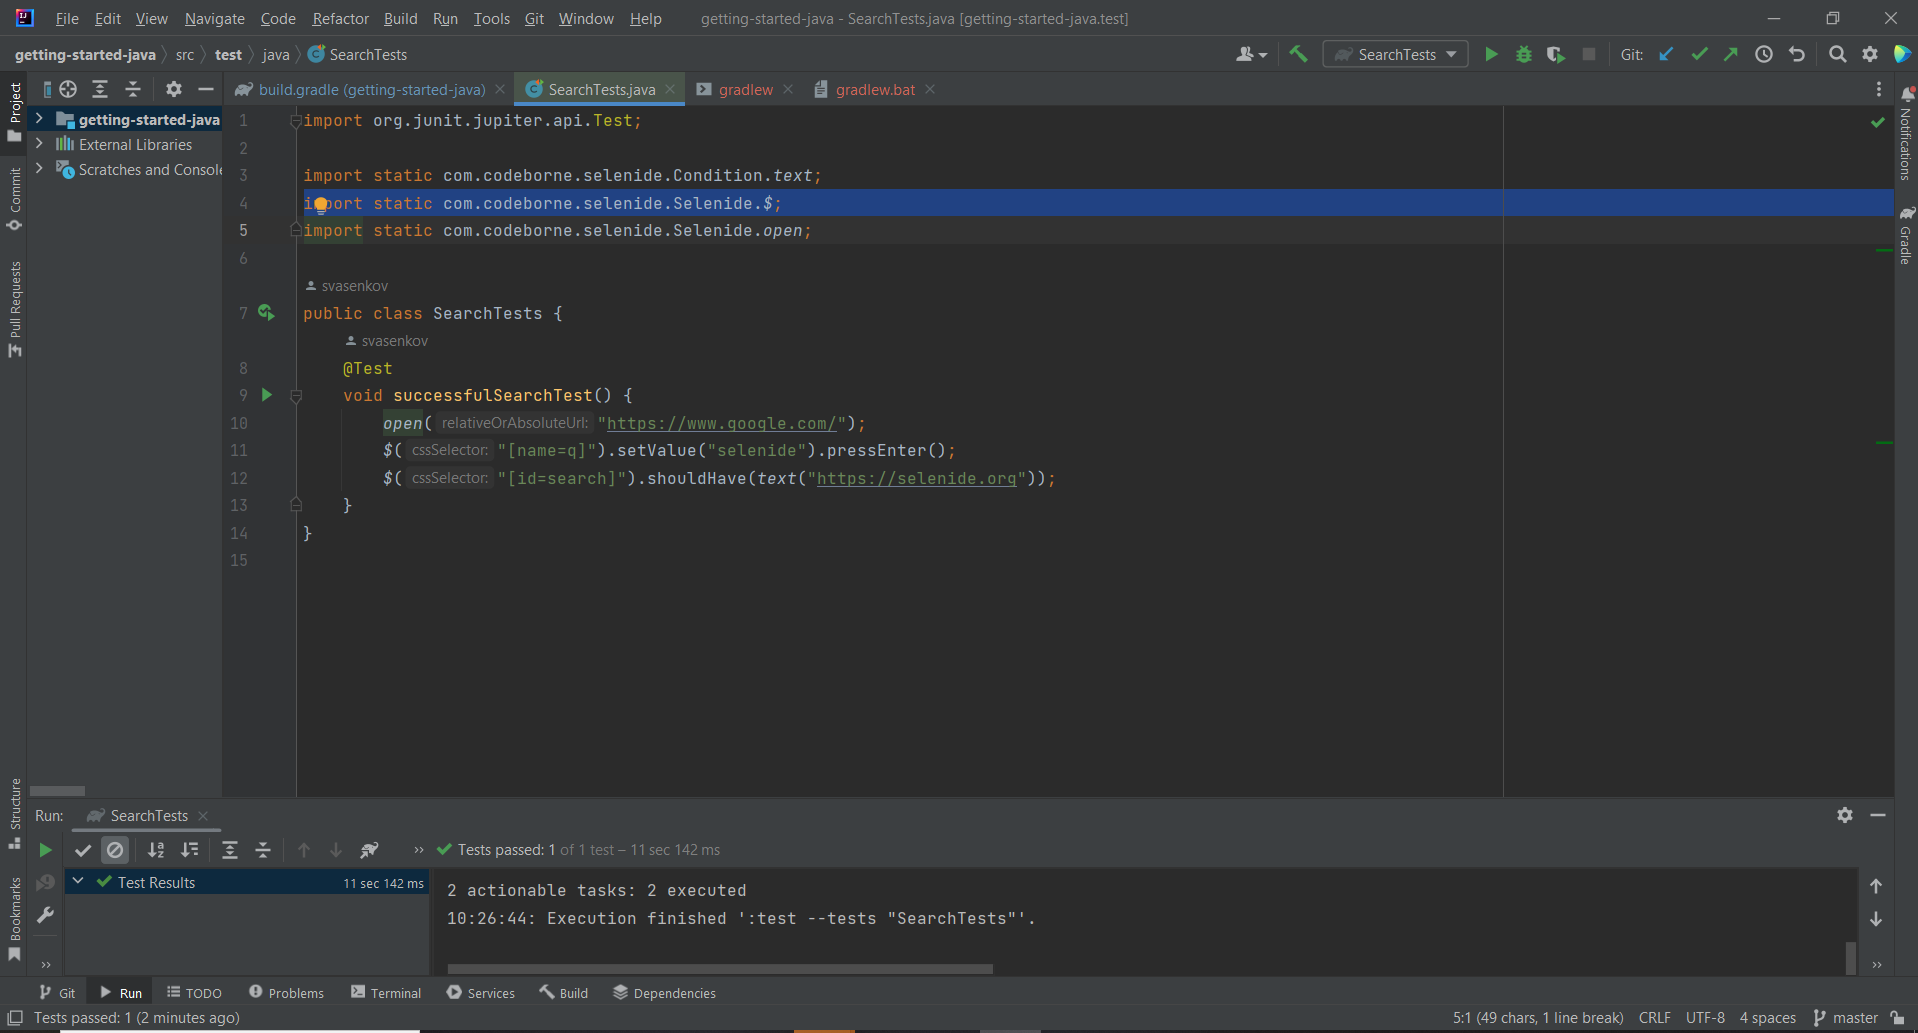 File Edit View Navigate Code Refactor Build Run Tools Git Window Help getting-started-java - SearchTests.java [getting-started-java.test]
getting-started-java src test java SearchTests SearchTests Git:
build.gradle (getting-started-java) SearchTests.java gradlew gradlew.bat
Project
Commit
Pull Requests
Structure
Bookmarks
getting-started-java
External Libraries
Scratches and Console
1 import org.junit.jupiter.api.Test;
2
3 import static com.codeborne.selenide.Condition.text;
4 import static com.codeborne.selenide.Selenide.$;
5 import static com.codeborne.selenide.Selenide.open;
6
svasenkov
7 public class SearchTests {
svasenkov
8 @Test
9 void successfulSearchTest() {
10 open( relativeOrAbsoluteUrl: "https://www.google.com/");
11 $( cssSelector: "[name=q]").setValue("selenide").pressEnter();
12 $( cssSelector: "[id=search]").shouldHave(text("https://selenide.org"));
13 }
14 }
15
Notifications
Gradle
Run: SearchTests
Tests passed: 1 of 1 test – 11 sec 142 ms
Test Results 11 sec 142 ms
2 actionable tasks: 2 executed
10:26:44: Execution finished ':test --tests "SearchTests"'.
Git Run TODO Problems Terminal Services Build Dependencies
Tests passed: 1 (2 minutes ago) 5:1 (49 chars, 1 line break) CRLF UTF-8 4 spaces master